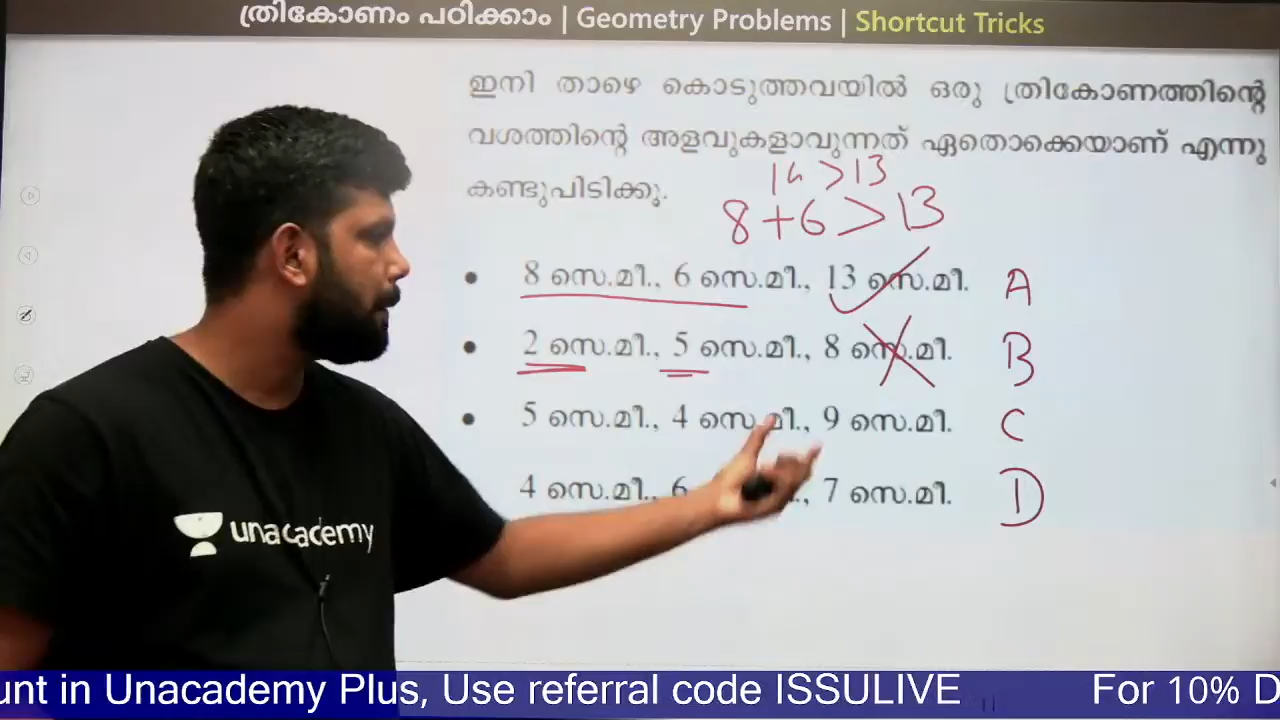 ത്രികോണം പഠിക്കാം | Geometry Problems | Shortcut Tricks
ഇനി താഴെ കൊടുത്തവയിൽ ഒരു ത്രികോണത്തിന്റെ
വശത്തിന്റെ അളവുകളാവുന്നത് ഏതൊക്കെയാണ് എന്നു
കണ്ടുപിടിക്കൂ.
14 > 13
8 + 6 > 13
• 8 സെ.മീ., 6 സെ.മീ., 13 സെ.മീ. A
• 2 സെ.മീ., 5 സെ.മീ., 8 സെ.മീ. B
• 5 സെ.മീ., 4 സെ.മീ., 9 സെ.മീ. C
4 സെ.മീ., 6 7 സെ.മീ. D
unacademy
unt in Unacademy Plus, Use referral code ISSULIVE For 10% D